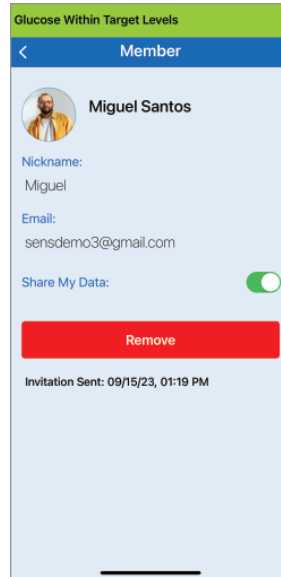 Glucose Within Target Levels
Member
Miguel Santos
Nickname:
Miguel
Email:
sensdemo3@gmail.com
Share My Data:
Remove
Invitation Sent: 09/15/23, 01:19 PM